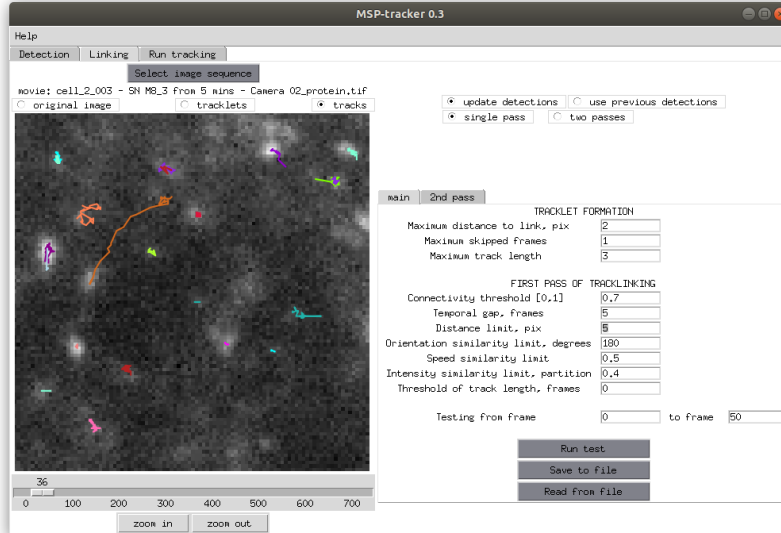 MSP-tracker 0.3
Help
Detection Linking Run tracking
Select image sequence
movie: cell_2_003 - SN M8_3 from 5 mins - Camera 02_protein.tif
original image tracklets tracks
update detections use previous detections
single pass two passes
main 2nd pass
TRACKLET FORMATION
Maximum distance to link, pix 2
Maximum skipped frames 1
Maximum track length 3
FIRST PASS OF TRACKLINKING
Connectivity threshold [0,1] 0.7
Temporal gap, frames 5
Distance limit, pix 5
Orientation similarity limit, degrees 180
Speed similarity limit 0.5
Intensity similarity limit, partition 0.4
Threshold of track length, frames 0
Testing from frame 0 to frame 50
Run test
Save to file
Read from file
36
0 100 200 300 400 500 600 700
zoom in zoom out